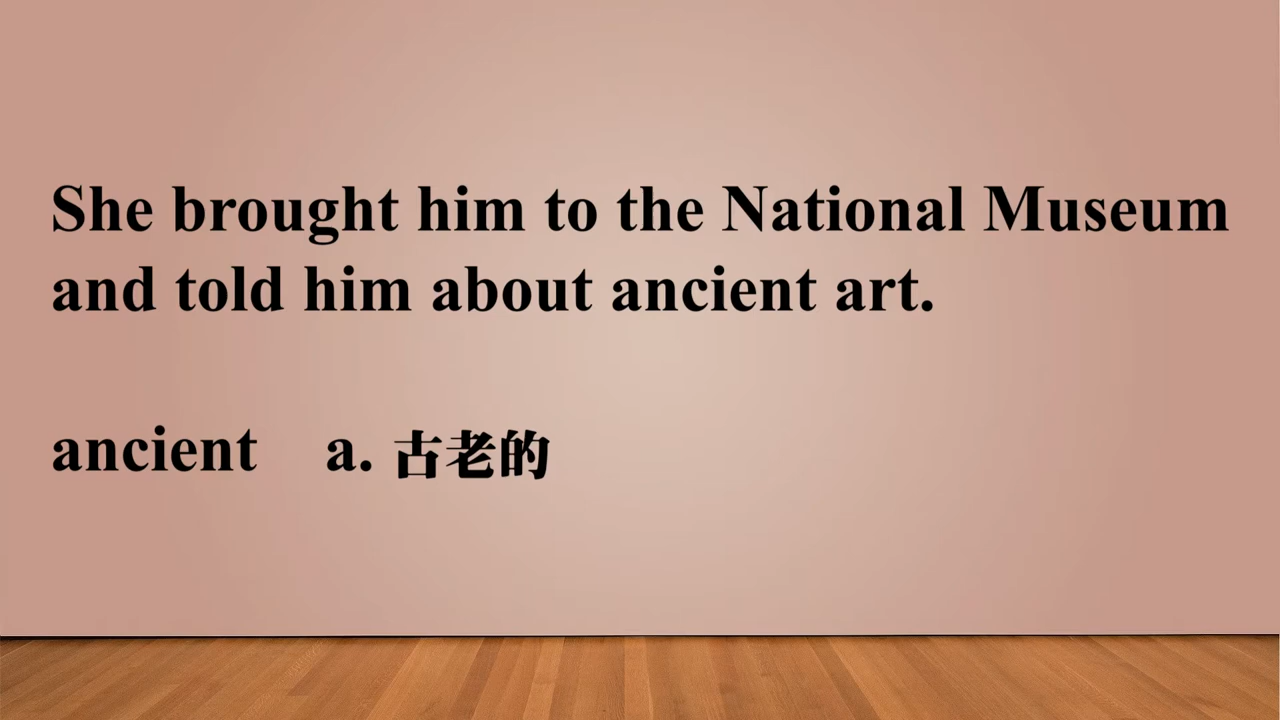 She brought him to the National Museum
and told him about ancient art.
ancient a. 古老的